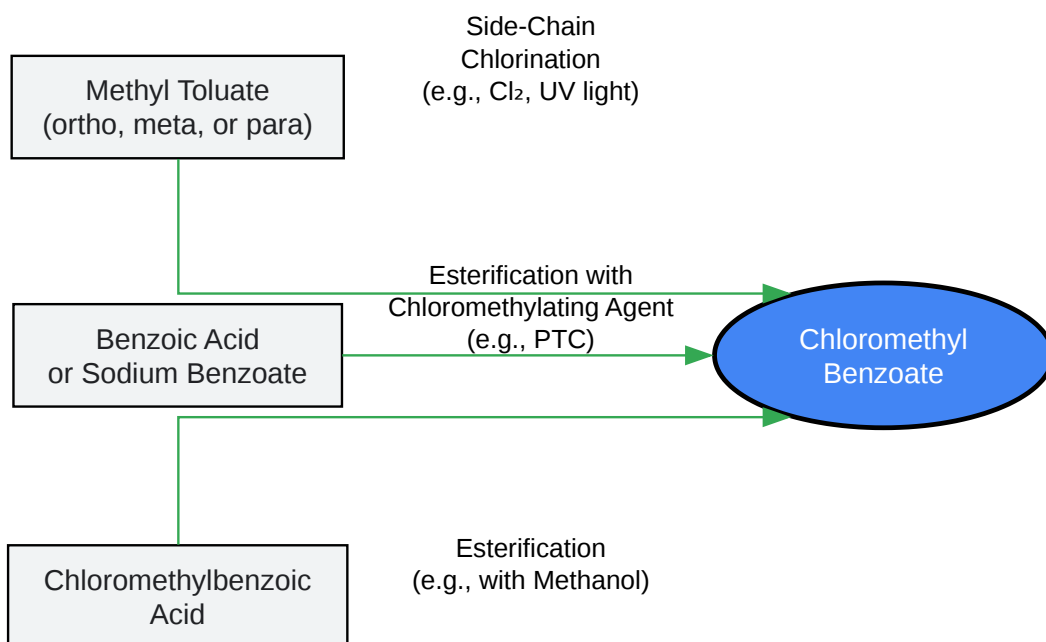 Side-Chain
Chlorination
(e.g., Cl₂, UV light)
Methyl Toluate
(ortho, meta, or para)
Esterification with
Chloromethylating Agent
(e.g., PTC)
Benzoic Acid
or Sodium Benzoate
Chloromethyl
Benzoate
Esterification
(e.g., with Methanol)
Chloromethylbenzoic
Acid